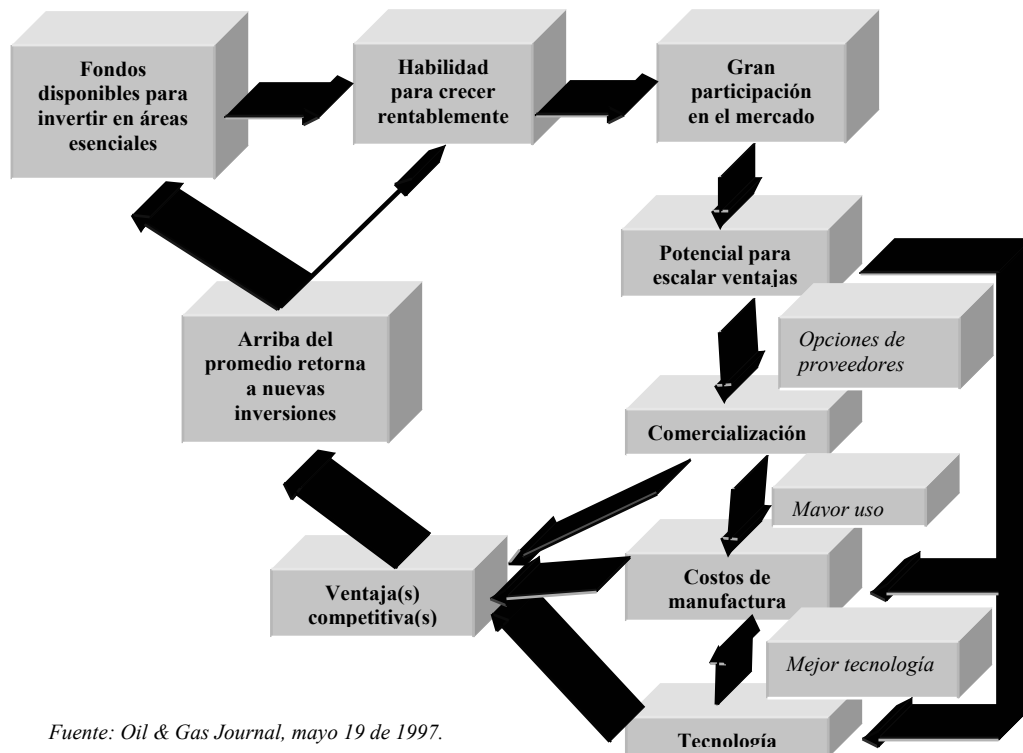 Fondos
disponibles para
invertir en áreas
esenciales
Habilidad
para crecer
rentablemente
Gran
participación
en el mercado
Potencial para
escalar ventajas
Opciones de
proveedores
Arriba del
promedio retorna
a nuevas
inversiones
Comercialización
Mavor uso
Ventaja(s)
competitiva(s)
Costos de
manufactura
Mejor tecnología
Tecnología
Fuente: Oil & Gas Journal, mayo 19 de 1997.